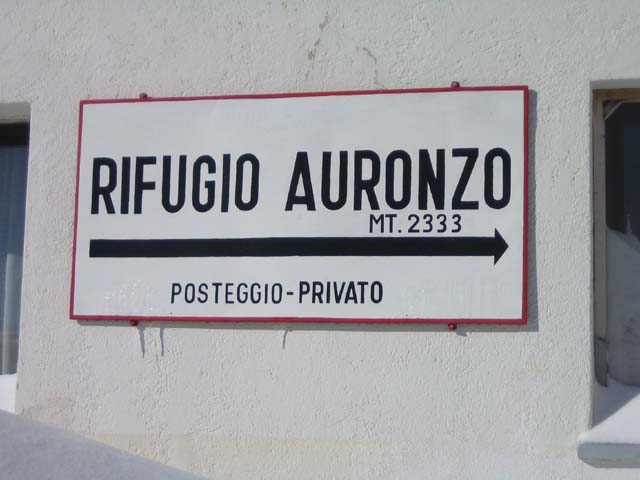 RIFUGIO AURONZO
MT. 2333
POSTEGGIO-PRIVATO